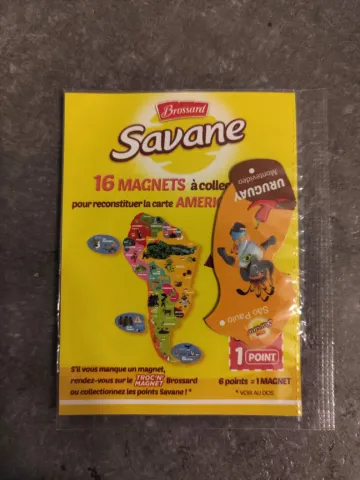 Brossard
Savane
16 MAGNETS à collec
pour reconstituer la carte AMERI
URUGUAY
Montevideo
São Paulo
1 POINT
S'il vous manque un magnet,
rendez-vous sur le TROC'N' MAGNET Brossard
ou collectionnez les points Savane ! *
6 points = 1 MAGNET
* VOIR AU DOS